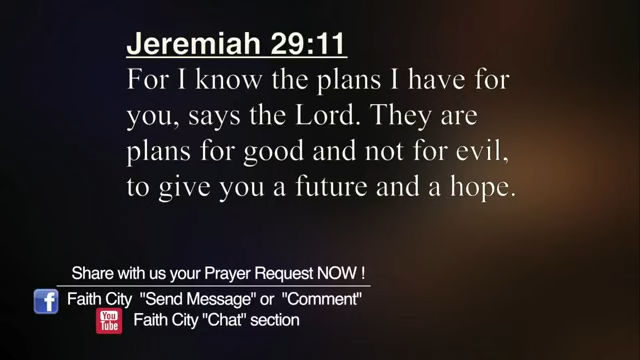 Jeremiah 29:11
For I know the plans I have for
you, says the Lord. They are
plans for good and not for evil,
to give you a future and a hope.
Share with us your Prayer Request NOW !
f Faith City "Send Message" or "Comment"
You Tube Faith City "Chat" section